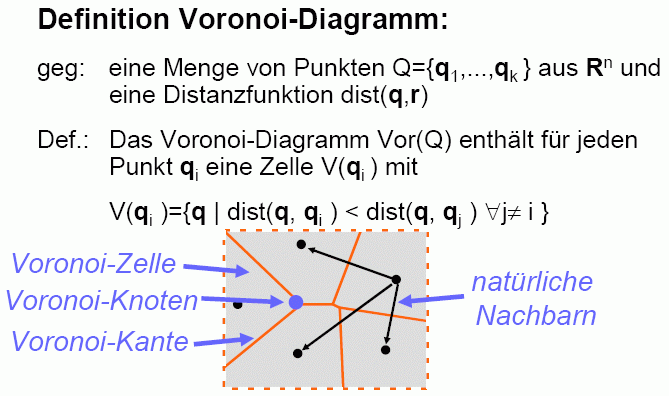 Definition Voronoi-Diagramm:
geg: eine Menge von Punkten Q={q₁,...,qₖ} aus Rⁿ und
eine Distanzfunktion dist(q,r)
Def.: Das Voronoi-Diagramm Vor(Q) enthält für jeden
Punkt qᵢ eine Zelle V(qᵢ) mit
V(qᵢ)={q | dist(q, qᵢ) < dist(q, qⱼ) ∀j≠ i }
Voronoi-Zelle
Voronoi-Knoten
Voronoi-Kante
natürliche
Nachbarn